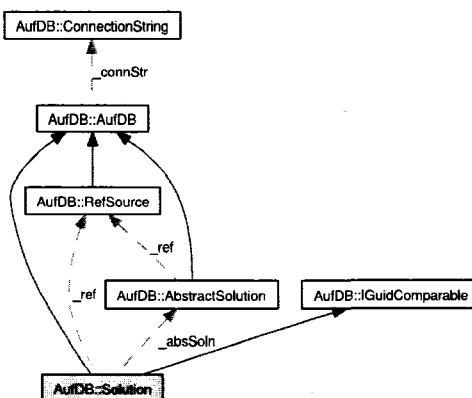 AufDB::ConnectionString
_connStr
AufDB::AufDB
AufDB::RefSource
_ref
AufDB::AbstractSolution
AufDB::IGuidComparable
_ref
_absSoln
AufDB::Solution